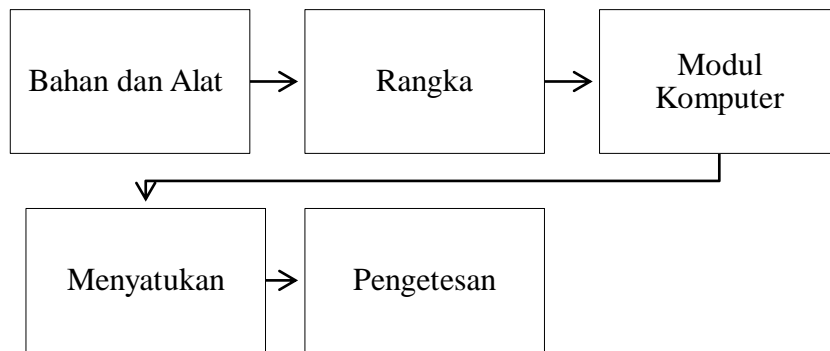 Bahan dan Alat
Rangka
Modul
Komputer
Menyatukan
Pengetesan